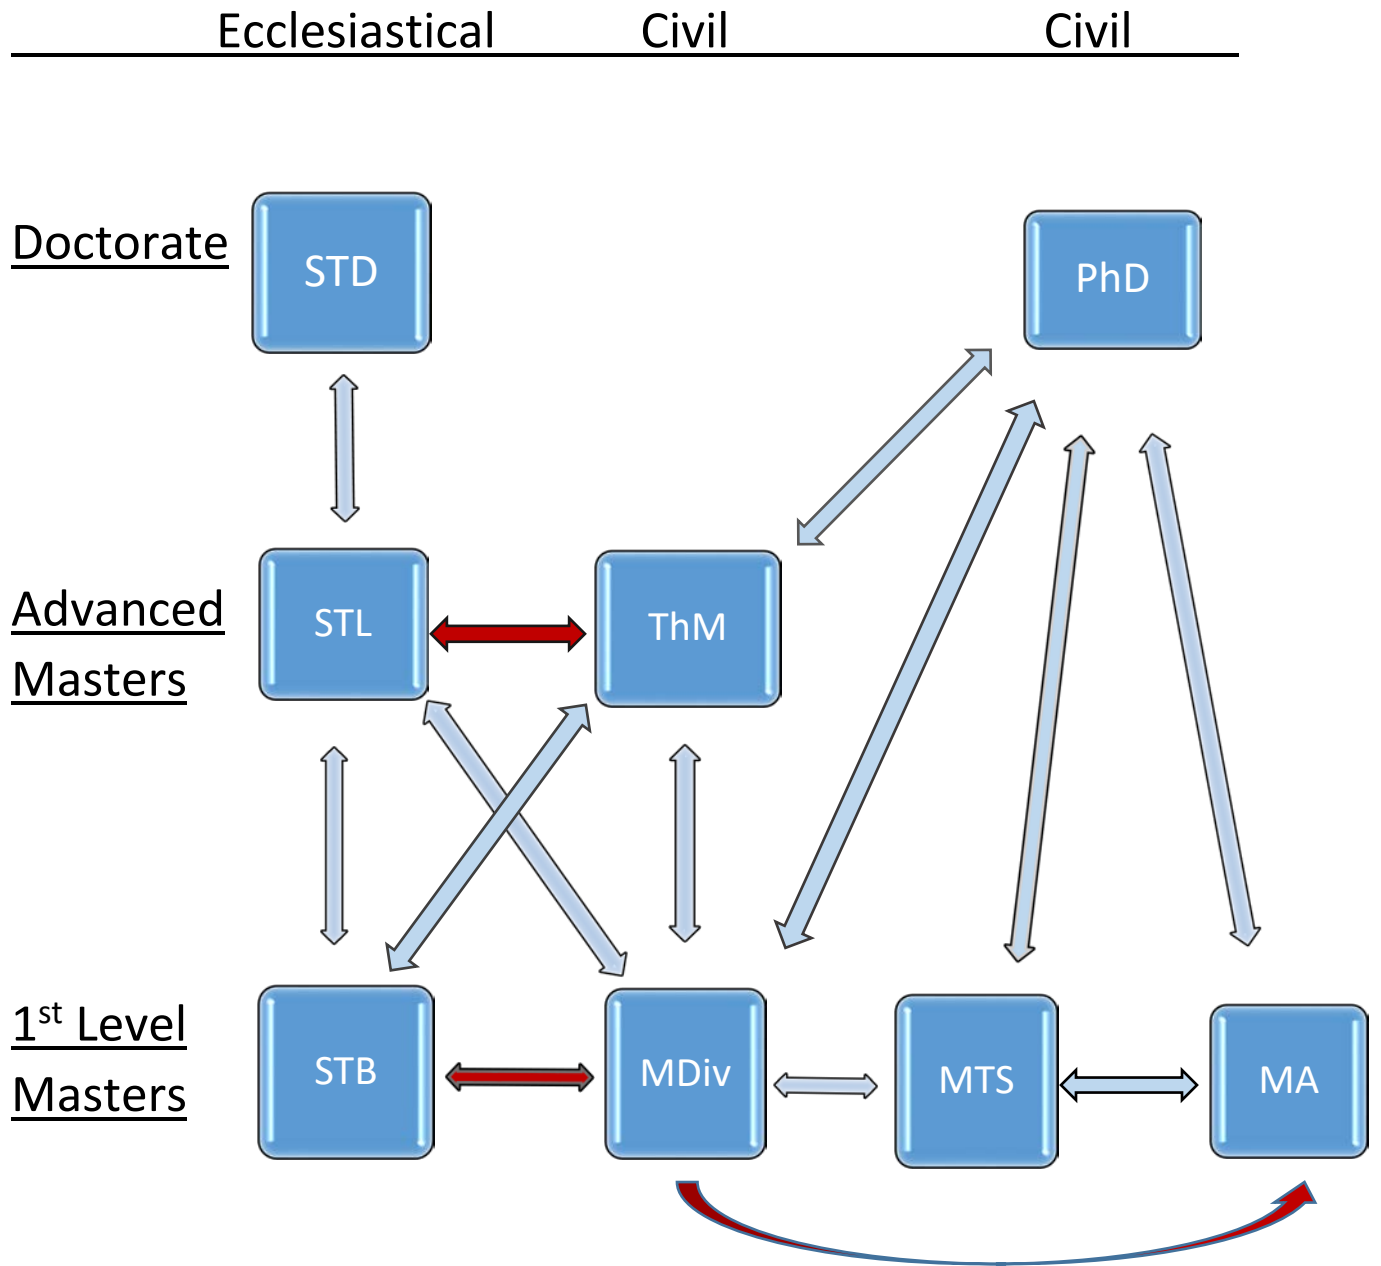 Ecclesiastical Civil Civil
Doctorate STD PhD
Advanced
Masters
STL ThM
1st Level
Masters
STB MDiv MTS MA